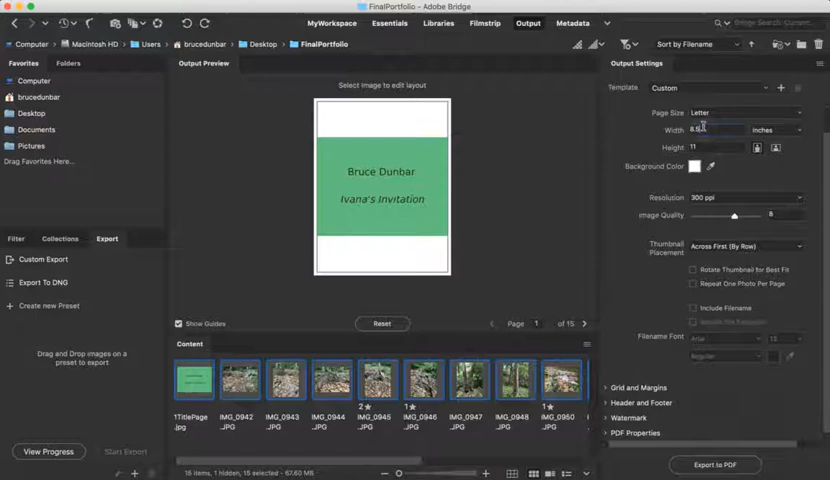 FinalPortfolio - Adobe Bridge
MyWorkspace Essentials Libraries Filmstrip Output Metadata
Computer Macintosh HD Users brucedunbar Desktop FinalPortfolio
Sort by Filename
Favorites Folders
Computer
brucedunbar
Desktop
Documents
Pictures
Drag Favorites Here...
Filter Collections Export
Custom Export
Export To DNG
Create new Preset
Drag and Drop images on a
preset to export
View Progress Start Export
Output Preview
Select Image to edit layout
Bruce Dunbar
Ivana's Invitation
Show Guides Reset Page 1 of 15
Content
1TitlePage
.jpg
IMG_0942
.JPG
IMG_0943
.JPG
IMG_0944
.JPG
2★
IMG_0945
.JPG
1★
IMG_0946
.JPG
IMG_0947
.JPG
IMG_0948
.JPG
1★
IMG_0950
.JPG
15 items, 1 hidden, 15 selected - 67.60 MB
Output Settings
Template Custom
Page Size Letter
Width 8.5 Inches
Height 11
Background Color
Resolution 300 ppi
Image Quality 8
Thumbnail
Placement
Across First (By Row)
Rotate Thumbnail for Best Fit
Repeat One Photo Per Page
Include Filename
Filename Font
Regular
Grid and Margins
Header and Footer
Watermark
PDF Properties
Export to PDF